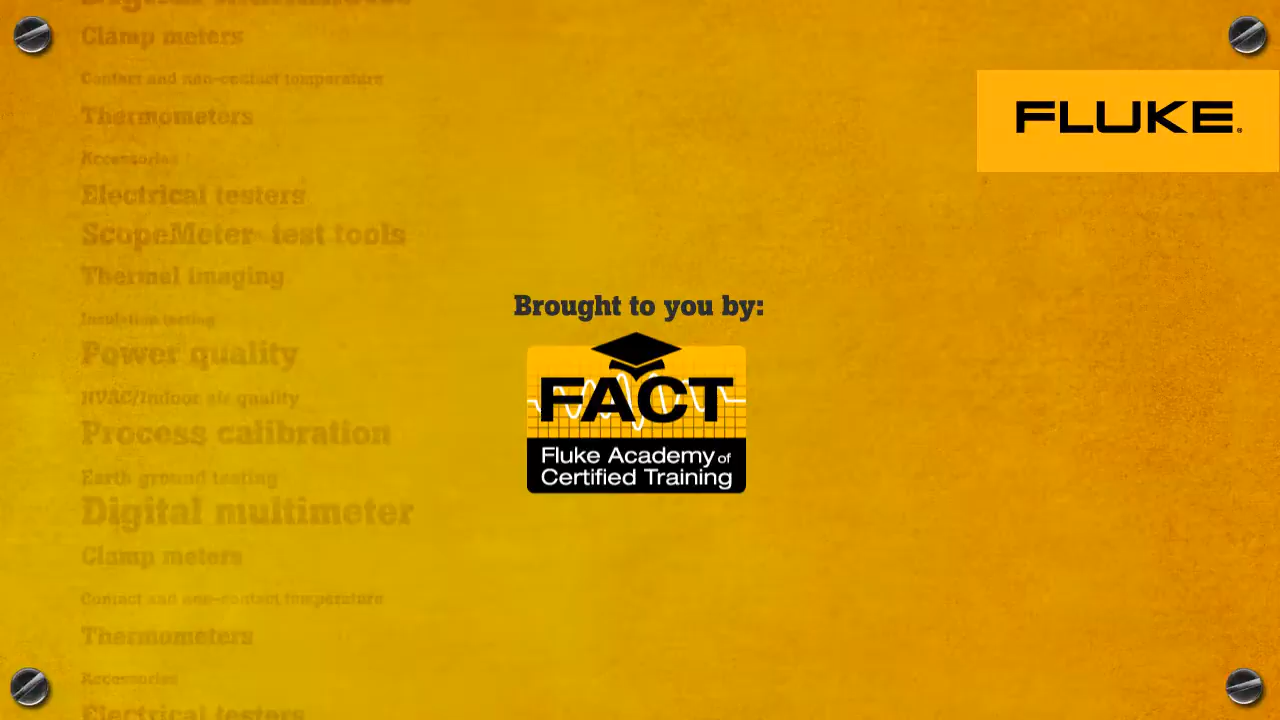 Digital multimeter
Clamp meters
Contact and non-contact temperature
Thermometers
Accessories
Electrical testers
ScopeMeter test tools
Thermal imaging
Insulation testing
Power quality
HVAC/Indoor air quality
Process calibration
Earth ground testing
Digital multimeter
Clamp meters
Contact and non-contact temperature
Thermometers
Accessories
Electrical testers
FLUKE®
Brought to you by:
FACT
Fluke Academy of
Certified Training